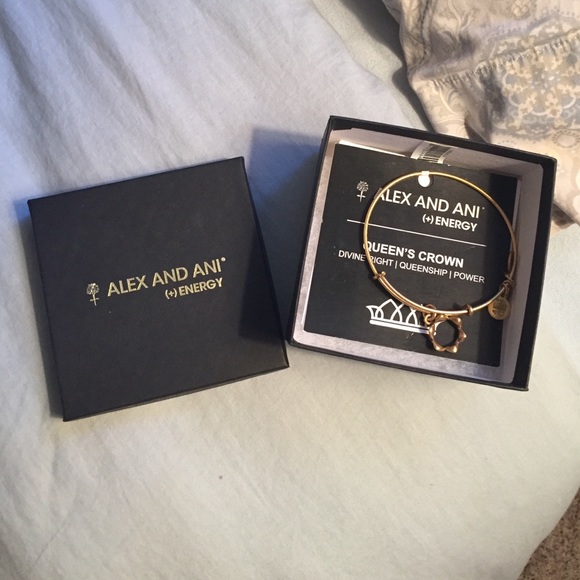 ALEX AND ANI®
(+) ENERGY
ALEX AND ANI®
(+) ENERGY
QUEEN'S CROWN
DIVINE RIGHT | QUEENSHIP | POWER